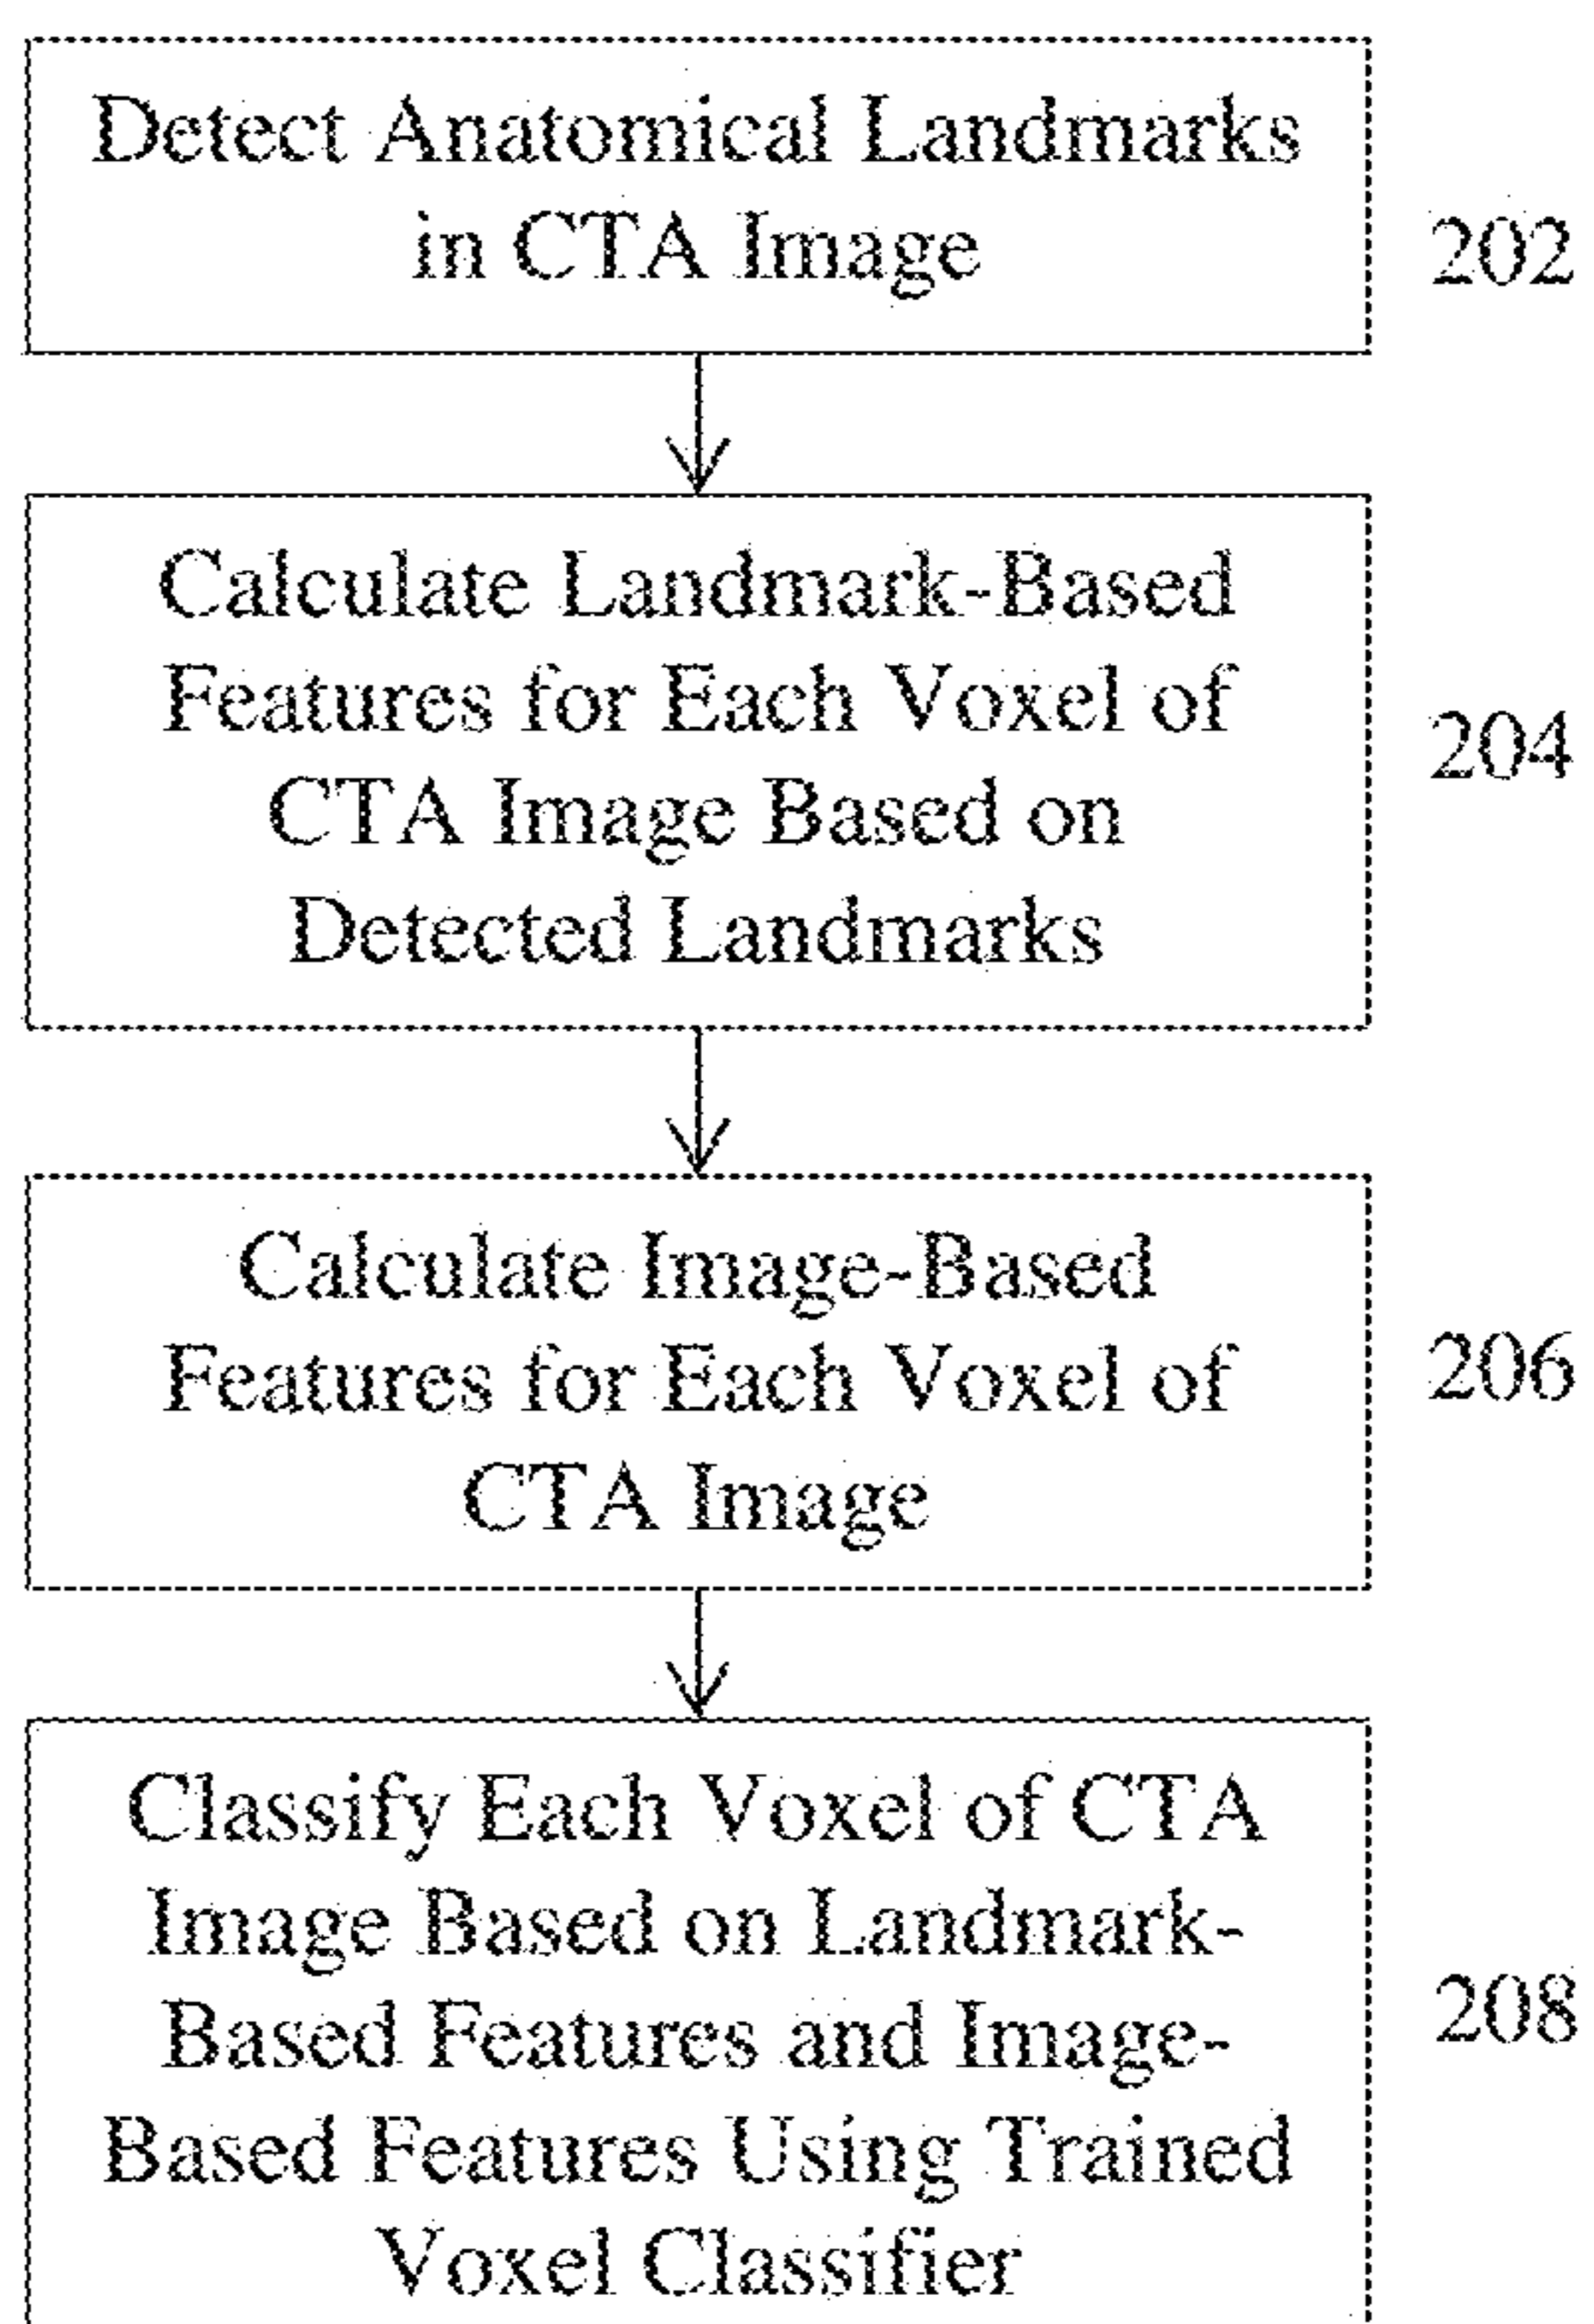 Detect Anatomical Landmarks
in CTA Image
202
Calculate Landmark-Based
Features for Each Voxel of
CTA Image Based on
Detected Landmarks
204
Calculate Image-Based
Features for Each Voxel of
CTA Image
206
Classify Each Voxel of CTA
Image Based on Landmark-
Based Features and Image-
Based Features Using Trained
Voxel Classifier
208